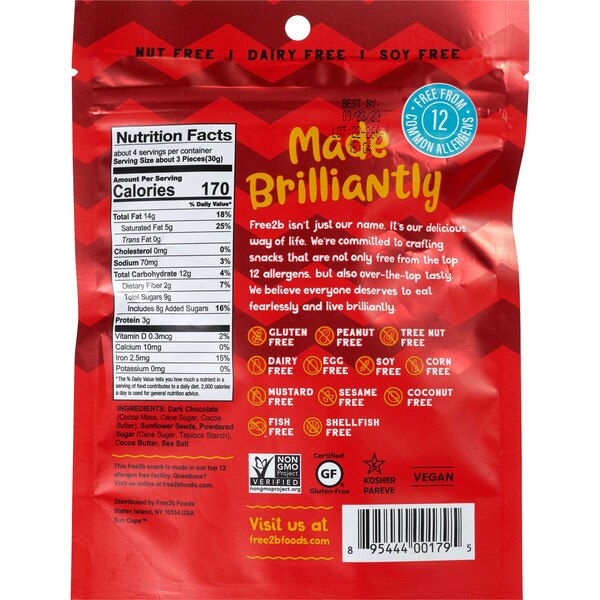 NUT FREE | DAIRY FREE | SOY FREE
BEST BY:
FREE FROM
12
COMMON ALLERGENS
Made
Brilliantly
Nutrition Facts
about 4 servings per container
Serving Size about 3 Pieces(30g)
Amount Per Serving
Calories 170
% Daily Value*
Total Fat 14g 18%
Saturated Fat 5g 25%
Trans Fat 0g
Cholesterol 0mg 0%
Sodium 70mg 3%
Total Carbohydrate 12g 4%
Dietary Fiber 2g 7%
Total Sugars 9g
Includes 8g Added Sugars 16%
Protein 3g
Vitamin D 0.3mcg 2%
Calcium 10mg 0%
Iron 2.5mg 15%
Potassium 0mg 0%
*The % Daily Value tells you how much a nutrient in a
serving of food contributes to a daily diet. 2,000 calories
a day is used for general nutrition advice.
INGREDIENTS: Dark Chocolate
(Cocoa Mass, Cane Sugar, Cocoa
Butter), Sunflower Seeds, Powdered
Sugar (Cane Sugar, Tapioca Starch),
Cocoa Butter, Sea Salt
This free2b snack is made in our top 12
allergen free facility. Questions?
Visit us online at free2bfoods.com.
Distributed by Free2b Foods
Staten Island, NY 10314 USA
Sun Cups™
Free2b isn't just our name. It's our delicious
way of life. We're committed to crafting
snacks that are not only free from the top
12 allergens, but also over-the-top tasty.
We believe everyone deserves to eat
fearlessly and live brilliantly.
GLUTEN FREE
PEANUT FREE
TREE NUT FREE
DAIRY FREE
EGG FREE
SOY FREE
CORN FREE
MUSTARD FREE
SESAME FREE
COCONUT FREE
FISH FREE
SHELLFISH FREE
NON
GMO
Project
VERIFIED
nongmoproject.org
Certified
GF
Gluten-Free
K
KOSHER
PAREVE
VEGAN
Visit us at
free2bfoods.com
8 95444 00179 5